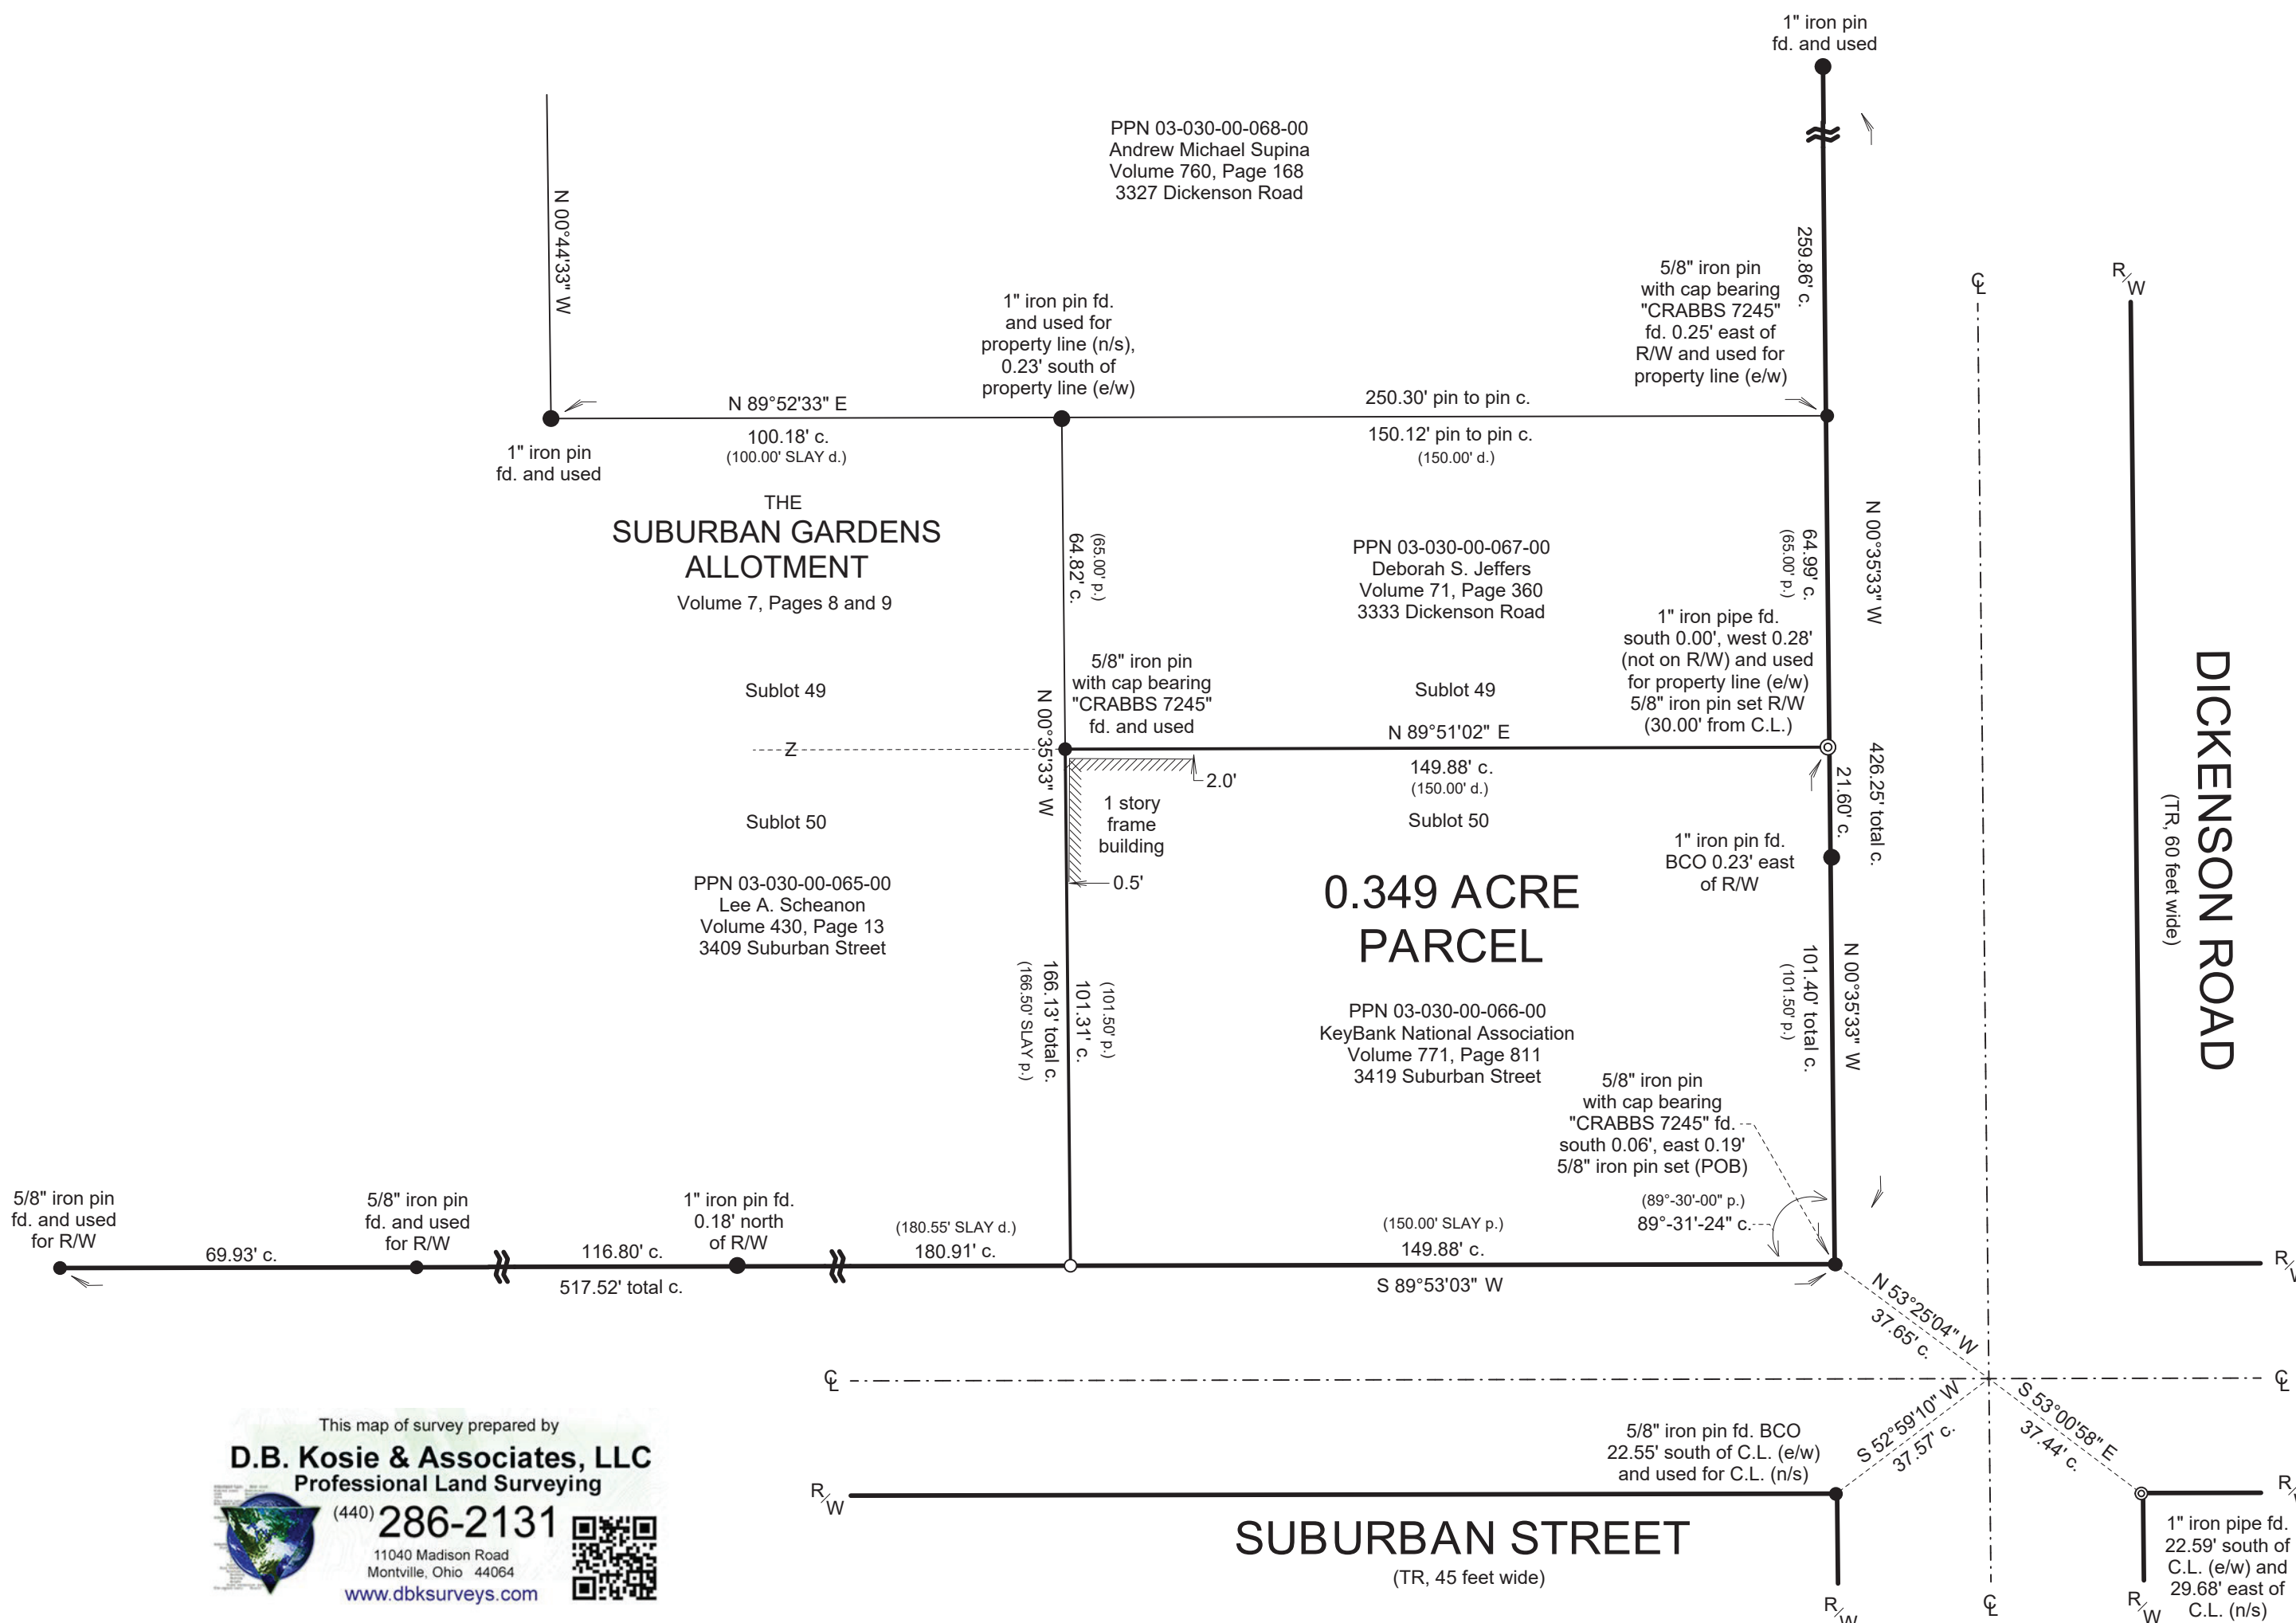 1" iron pin
fd. and used
PPN 03-030-00-068-00
Andrew Michael Supina
Volume 760, Page 168
3327 Dickenson Road
N 00°44'33" W
259.86' c.
5/8" iron pin
with cap bearing
"CRABBS 7245"
fd. 0.25' east of
R/W and used for
property line (e/w)
C̵L
R/W
1" iron pin fd.
and used for
property line (n/s),
0.23' south of
property line (e/w)
N 89°52'33" E
100.18' c.
(100.00' SLAY d.)
250.30' pin to pin c.
150.12' pin to pin c.
(150.00' d.)
1" iron pin
fd. and used
THE
SUBURBAN GARDENS
ALLOTMENT
Volume 7, Pages 8 and 9
64.82' c.
(65.00' p.)
PPN 03-030-00-067-00
Deborah S. Jeffers
Volume 71, Page 360
3333 Dickenson Road
64.99' c.
(65.00' p.)
N 00°35'33" W
1" iron pipe fd.
south 0.00', west 0.28'
(not on R/W) and used
for property line (e/w)
5/8" iron pin set R/W
(30.00' from C.L.)
Sublot 49
5/8" iron pin
with cap bearing
"CRABBS 7245"
fd. and used
Sublot 49
N 00°35'33" W
Z
N 89°51'02" E
149.88' c.
(150.00' d.)
2.0'
1 story
frame
building
0.5'
Sublot 50
Sublot 50
21.60' c.
426.25' total c.
1" iron pin fd.
BCO 0.23' east
of R/W
DICKENSON ROAD
(TR, 60 feet wide)
PPN 03-030-00-065-00
Lee A. Scheanon
Volume 430, Page 13
3409 Suburban Street
0.349 ACRE
PARCEL
(166.50' SLAY p.)
166.13' total c.
101.31' c.
(101.50' p.)
PPN 03-030-00-066-00
KeyBank National Association
Volume 771, Page 811
3419 Suburban Street
(101.50' p.)
101.40' total c.
N 00°35'33" W
5/8" iron pin
with cap bearing
"CRABBS 7245" fd.
south 0.06', east 0.19'
5/8" iron pin set (POB)
(89°-30'-00" p.)
89°-31'-24" c.
5/8" iron pin
fd. and used
for R/W
69.93' c.
5/8" iron pin
fd. and used
for R/W
116.80' c.
517.52' total c.
1" iron pin fd.
0.18' north
of R/W
(180.55' SLAY d.)
180.91' c.
(150.00' SLAY p.)
149.88' c.
S 89°53'03" W
R/W
N 53°25'04" W
37.65' c.
C̵L
C̵L
S 52°59'10" W
37.57' c.
S 53°00'58" E
37.44' c.
5/8" iron pin fd. BCO
22.55' south of C.L. (e/w)
and used for C.L. (n/s)
R/W
R/W
SUBURBAN STREET
(TR, 45 feet wide)
1" iron pipe fd.
22.59' south of
C.L. (e/w) and
29.68' east of
C.L. (n/s)
R/W
C̵L
R/W
This map of survey prepared by
D.B. Kosie & Associates, LLC
Professional Land Surveying
(440) 286-2131
11040 Madison Road
Montville, Ohio 44064
www.dbksurveys.com